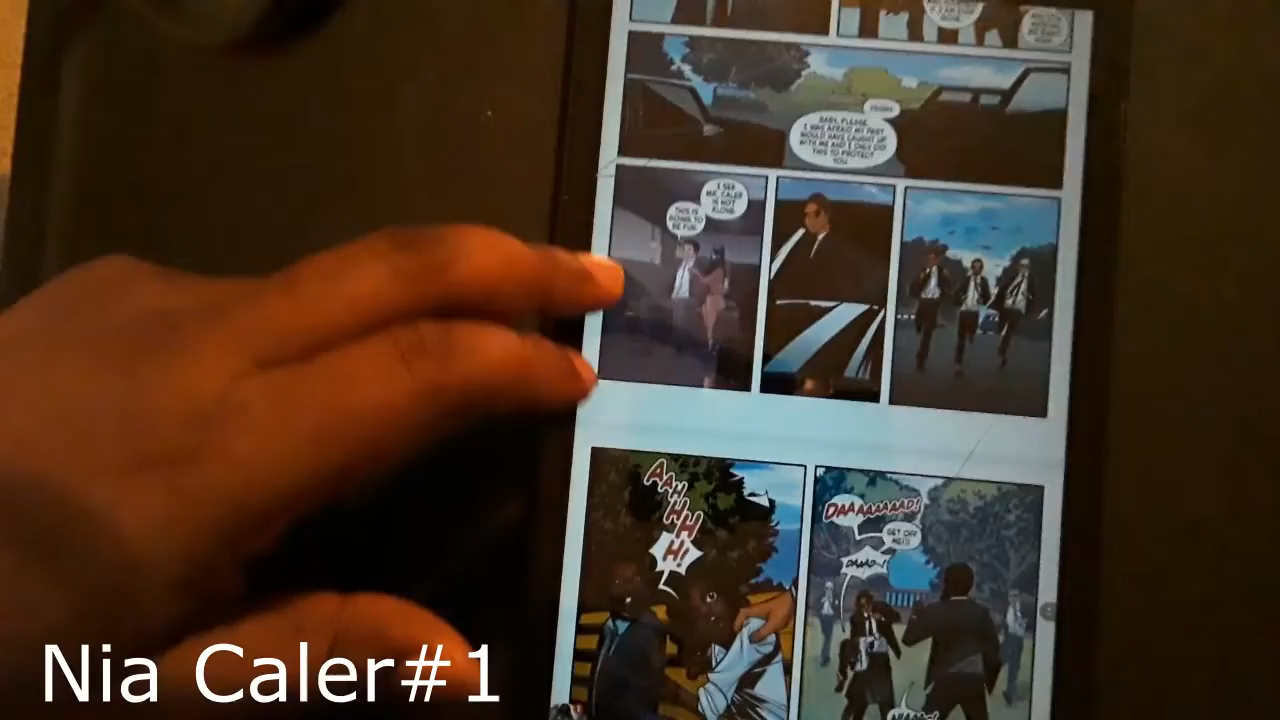 BABY, PLEASE.
I WAS AFRAID MY PAST
WOULD HAVE CAUGHT UP
WITH ME AND I ONLY DID
THIS TO PROTECT
YOU.
I SEE
MR. CALER
IS NOT
ALONE.
THIS IS
GOING TO
BE FUN.
AAHHHH!
DAAAAAAAAD!
GET OFF
ME!!!
DAAAD~!
Nia Caler#1